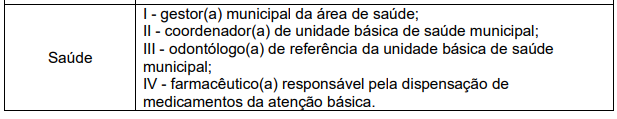 I - gestor(a) municipal da área de saúde;
II - coordenador(a) de unidade básica de saúde municipal;
III - odontólogo(a) de referência da unidade básica de saúde
Saúde
municipal;
IV - farmacêutico(a) responsável pela dispensação de
medicamentos da atenção básica.